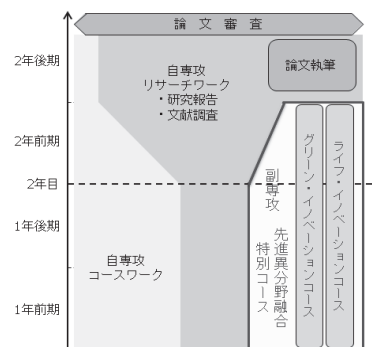 論文審査
2年後期
自専攻
リサーチワーク
・研究報告
・文献調査
論文執筆
2年前期
2年目
1年後期
1年前期
自専攻
コースワーク
副専攻
先進異分野融合
特別コース
グリーン・イノベーションコース
ライフ・イノベーションコース